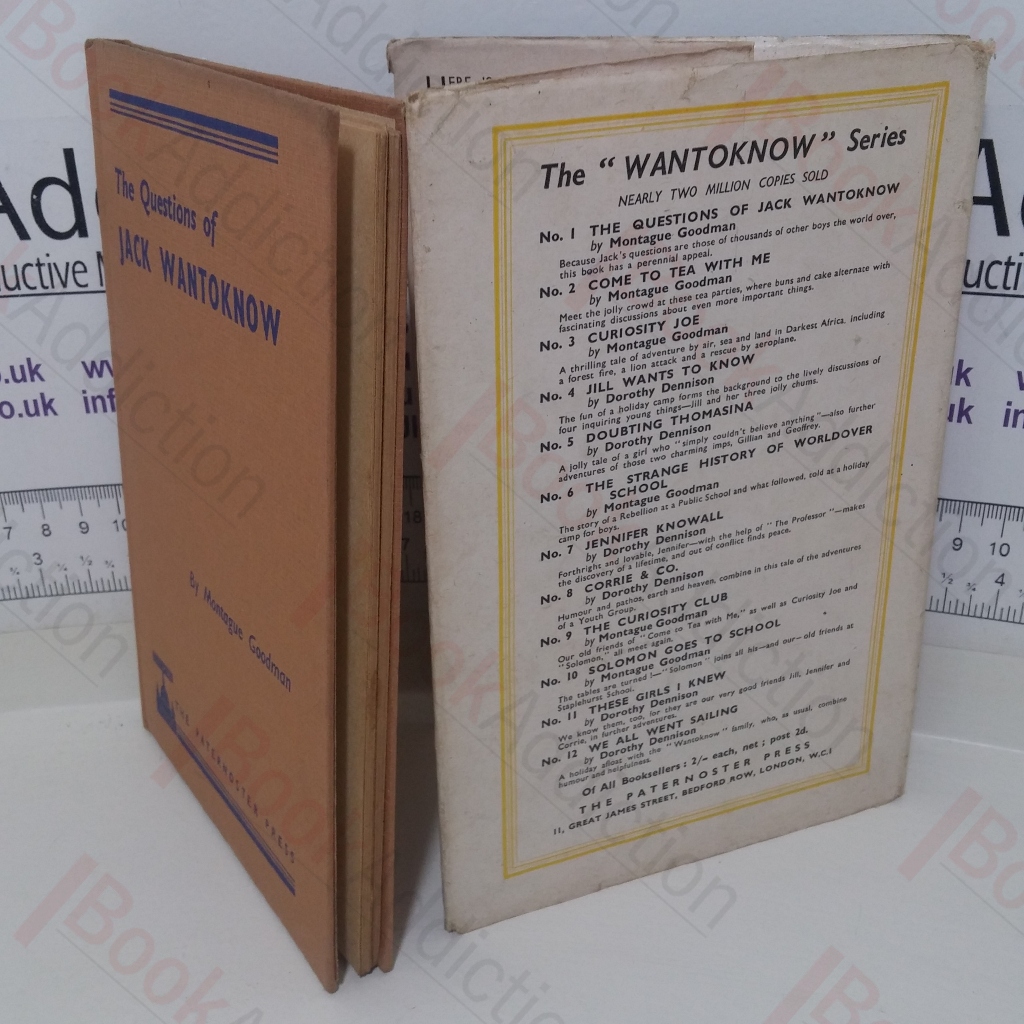 The Questions of
JACK WANTOKNOW
By Montague Goodman
THE PATERNOSTER PRESS
HERE IS
The "WANTOKNOW" Series
NEARLY TWO MILLION COPIES SOLD
No. 1 THE QUESTIONS OF JACK WANTOKNOW
by Montague Goodman
Because Jack's questions are those of thousands of other boys the world over,
this book has a perennial appeal.
No. 2 COME TO TEA WITH ME
by Montague Goodman
Meet the jolly crowd at these tea parties, where buns and cake alternate with
fascinating discussions about even more important things.
No. 3 CURIOSITY JOE
by Montague Goodman
A thrilling tale of adventure by air, sea and land in Darkest Africa, including
a forest fire, a lion attack and a rescue by aeroplane.
No. 4 JILL WANTS TO KNOW
by Dorothy Dennison
The fun of a holiday camp forms the background to the lively discussions of
four inquiring young things—Jill and her three jolly chums.
No. 5 DOUBTING THOMASINA
by Dorothy Dennison
A jolly tale of a girl who "simply couldn't believe anything"—also further
adventures of those two charming imps, Gillian and Geoffrey.
No. 6 THE STRANGE HISTORY OF WORLDOVER
SCHOOL
by Montague Goodman
The story of a Rebellion at a Public School and what followed, told at a holiday
camp for boys.
No. 7 JENNIFER KNOWALL
by Dorothy Dennison
Forthright and lovable, Jennifer—with the help of "The Professor"—makes
the discovery of a lifetime, and out of conflict finds peace.
No. 8 CORRIE & CO.
by Dorothy Dennison
Humour and pathos, earth and heaven, combine in this tale of the adventures
of a Youth Group.
No. 9 THE CURIOSITY CLUB
by Montague Goodman
Our old friends of "Come to Tea with Me," as well as Curiosity Joe and
"Solomon," all meet again.
No. 10 SOLOMON GOES TO SCHOOL
by Montague Goodman
The tables are turned !—"Solomon" joins all his—and our—old friends at
Staplehurst School.
No. 11 THESE GIRLS I KNEW
by Dorothy Dennison
We know them, too, for they are our very good friends Jill, Jennifer and
Corrie, in further adventures.
No. 12 WE ALL WENT SAILING
by Dorothy Dennison
A holiday afloat with the "Wantoknow" family, who, as usual, combine
humour and helpfulness.
Of All Booksellers : 2/- each, net ; post 2d.
THE PATERNOSTER PRESS
11, GREAT JAMES STREET, BEDFORD ROW, LONDON, W.C.1
BookAddiction